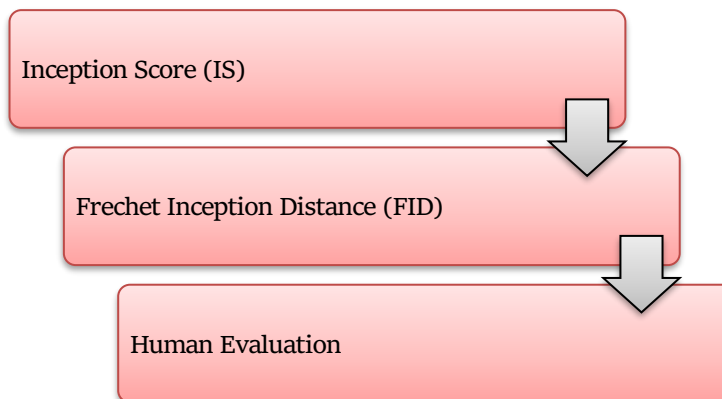 Inception Score (IS)
Frechet Inception Distance (FID)
Human Evaluation